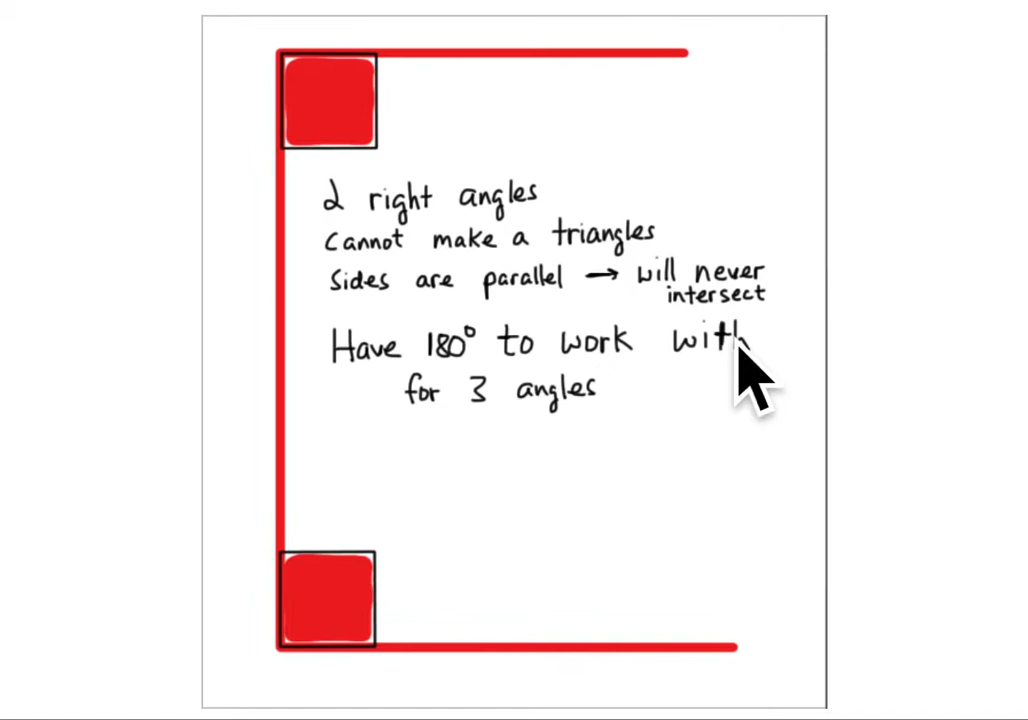 2 right angles
cannot make a triangles
sides are parallel → will never
intersect
Have 180° to work with
for 3 angles